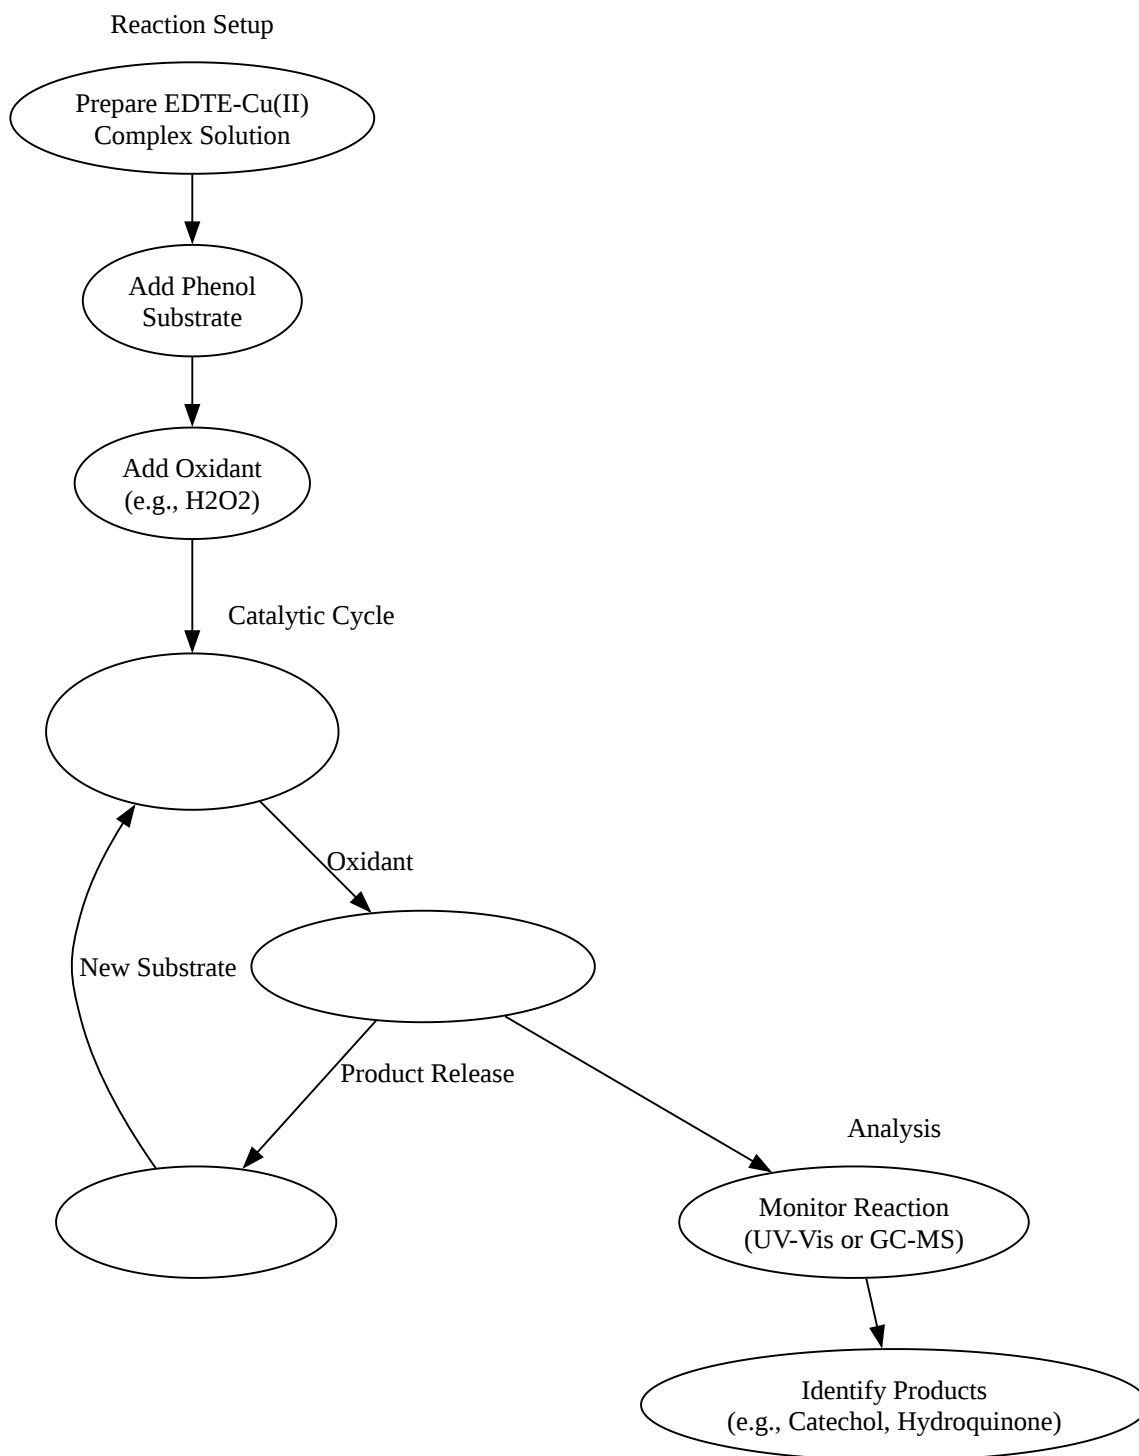 Reaction Setup
Prepare EDTE-Cu(II)
Complex Solution
Add Phenol
Substrate
Add Oxidant
(e.g., H2O2)
Catalytic Cycle
Oxidant
New Substrate
Product Release
Analysis
Monitor Reaction
(UV-Vis or GC-MS)
Identify Products
(e.g., Catechol, Hydroquinone)